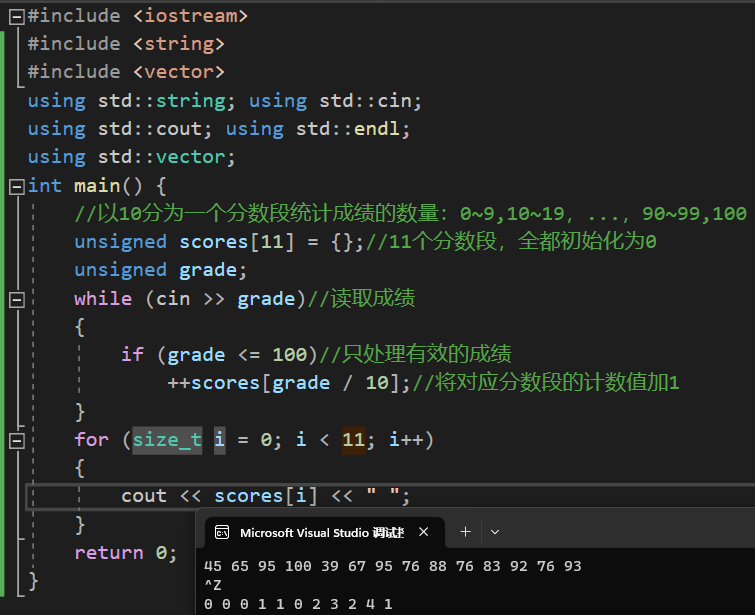 #include <iostream>
#include <string>
#include <vector>
using std::string; using std::cin;
using std::cout; using std::endl;
using std::vector;
int main() {
//以10分为一个分数段统计成绩的数量：0~9,10~19, ..., 90~99,100
unsigned scores[11] = {};//11个分数段，全都初始化为0
unsigned grade;
while (cin >> grade)//读取成绩
{
if (grade <= 100)//只处理有效的成绩
++scores[grade / 10];//将对应分数段的计数值加1
}
for (size_t i = 0; i < 11; i++)
{
cout << scores[i] << " ";
}
return 0;
}
Microsoft Visual Studio 调试
45 65 95 100 39 67 95 76 88 76 83 92 76 93
^Z
0 0 0 1 1 0 2 3 2 4 1